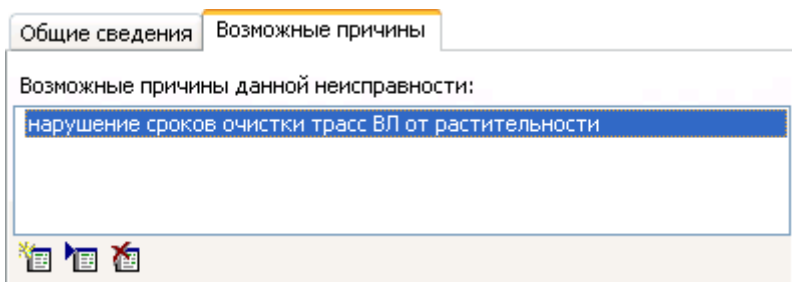 Общие сведения
Возможные причины
Возможные причины данной неисправности:
нарушение сроков очистки трасс ВЛ от растительности